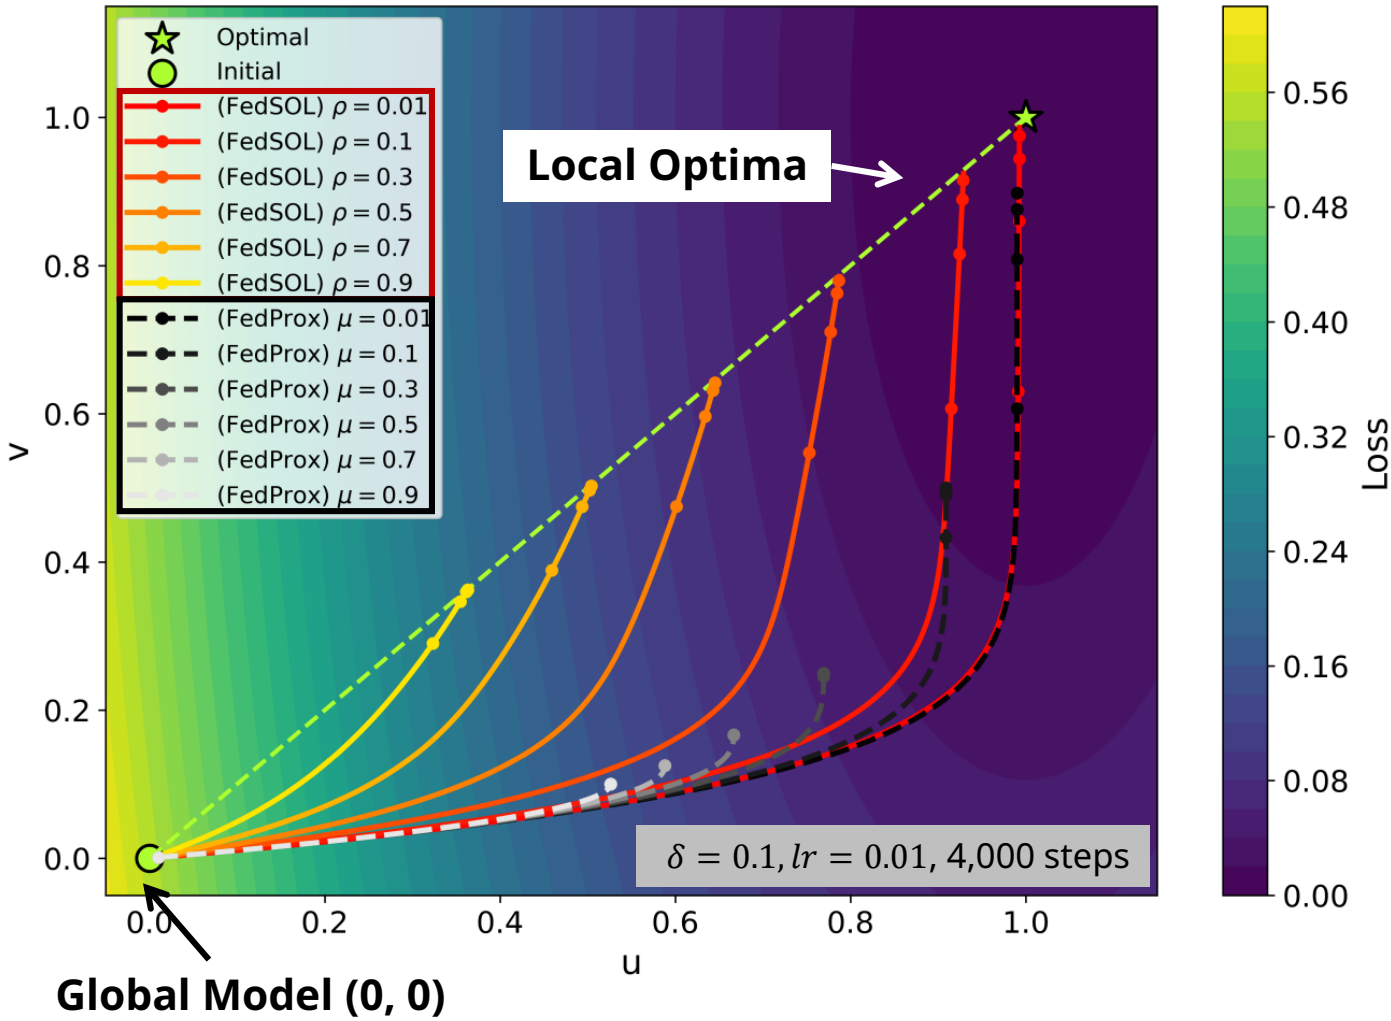 Optimal
Initial
(FedSOL) ρ = 0.01
(FedSOL) ρ = 0.1
(FedSOL) ρ = 0.3
(FedSOL) ρ = 0.5
(FedSOL) ρ = 0.7
(FedSOL) ρ = 0.9
(FedProx) μ = 0.01
(FedProx) μ = 0.1
(FedProx) μ = 0.3
(FedProx) μ = 0.5
(FedProx) μ = 0.7
(FedProx) μ = 0.9
Local Optima
δ = 0.1, lr = 0.01, 4,000 steps
1.0
0.8
0.6
0.4
0.2
0.0
v
0.0 0.2 0.4 0.6 0.8 1.0
u
Global Model (0, 0)
0.56
0.48
0.40
0.32
0.24
0.16
0.08
0.00
Loss